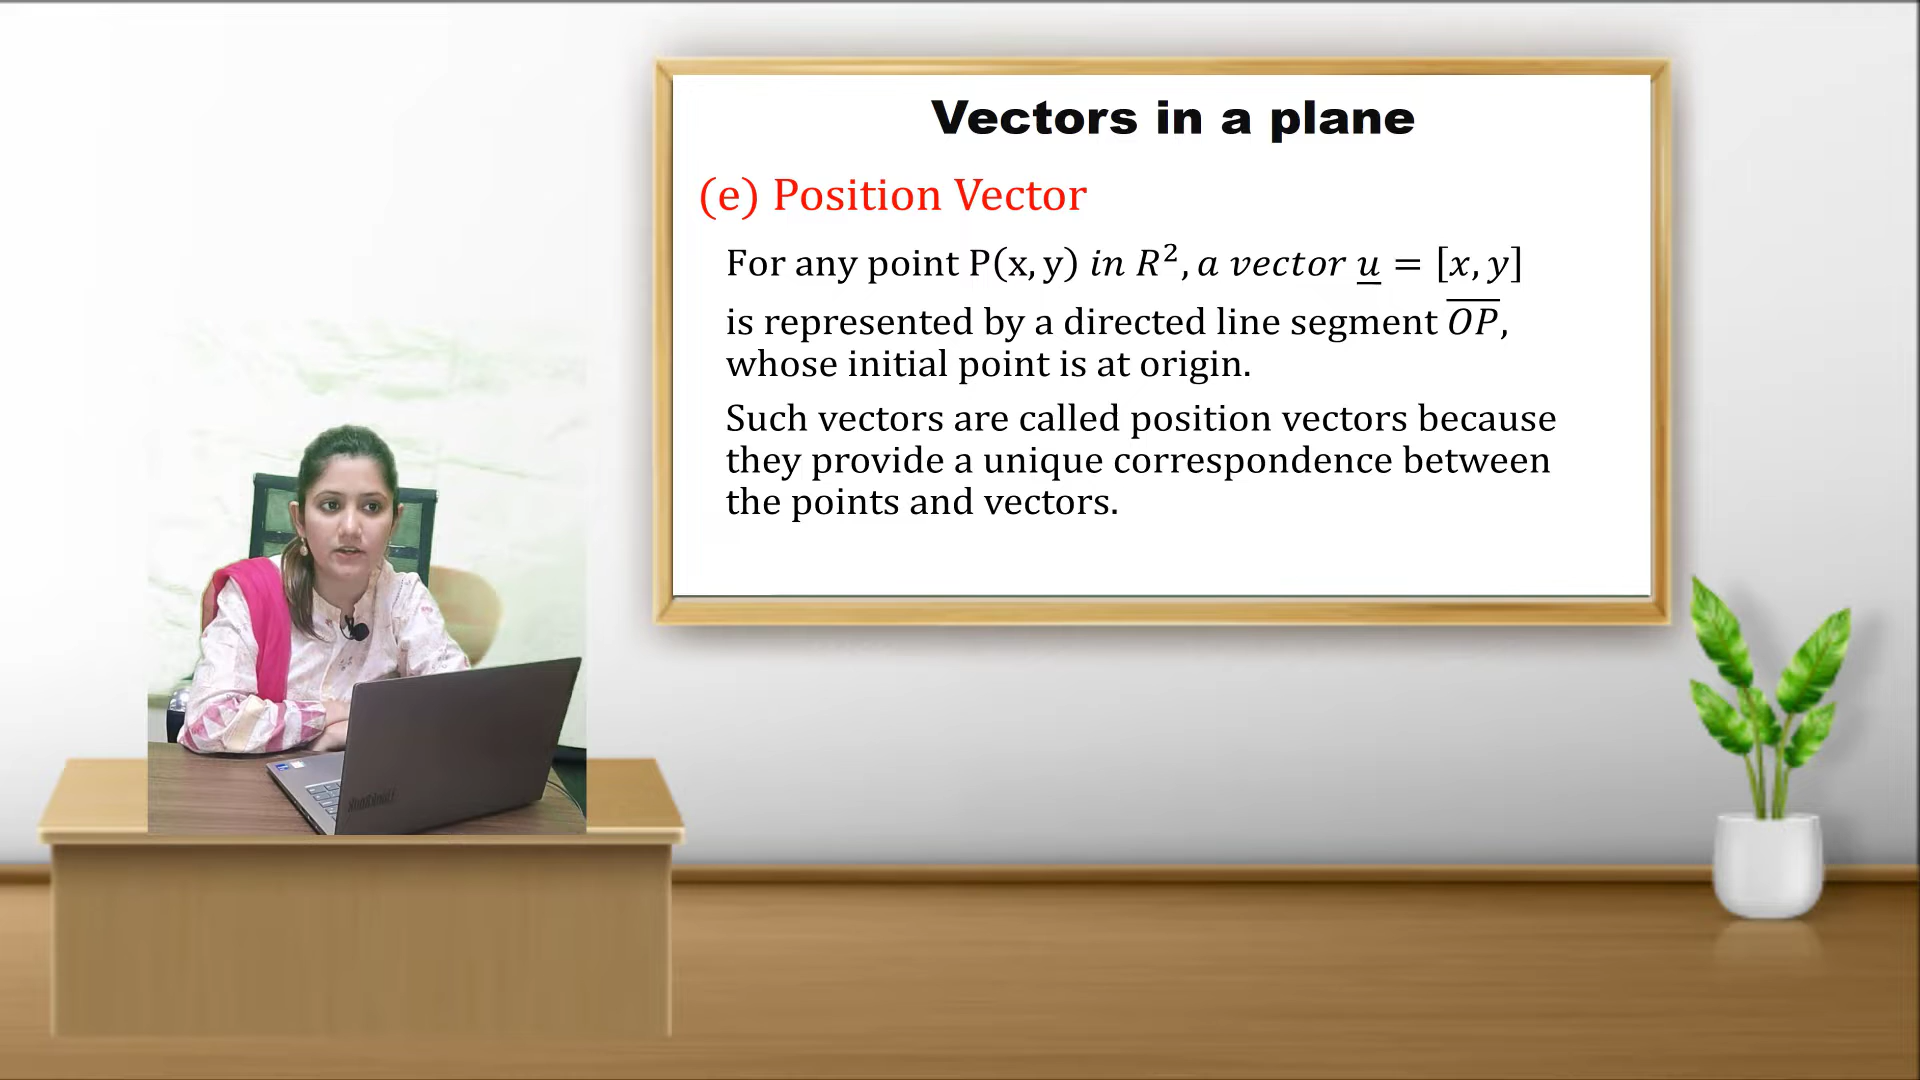 Vectors in a plane
(e) Position Vector
For any point P(x, y) in R², a vector u̲ = [x, y]
is represented by a directed line segment O̅P̅,
whose initial point is at origin.
Such vectors are called position vectors because
they provide a unique correspondence between
the points and vectors.